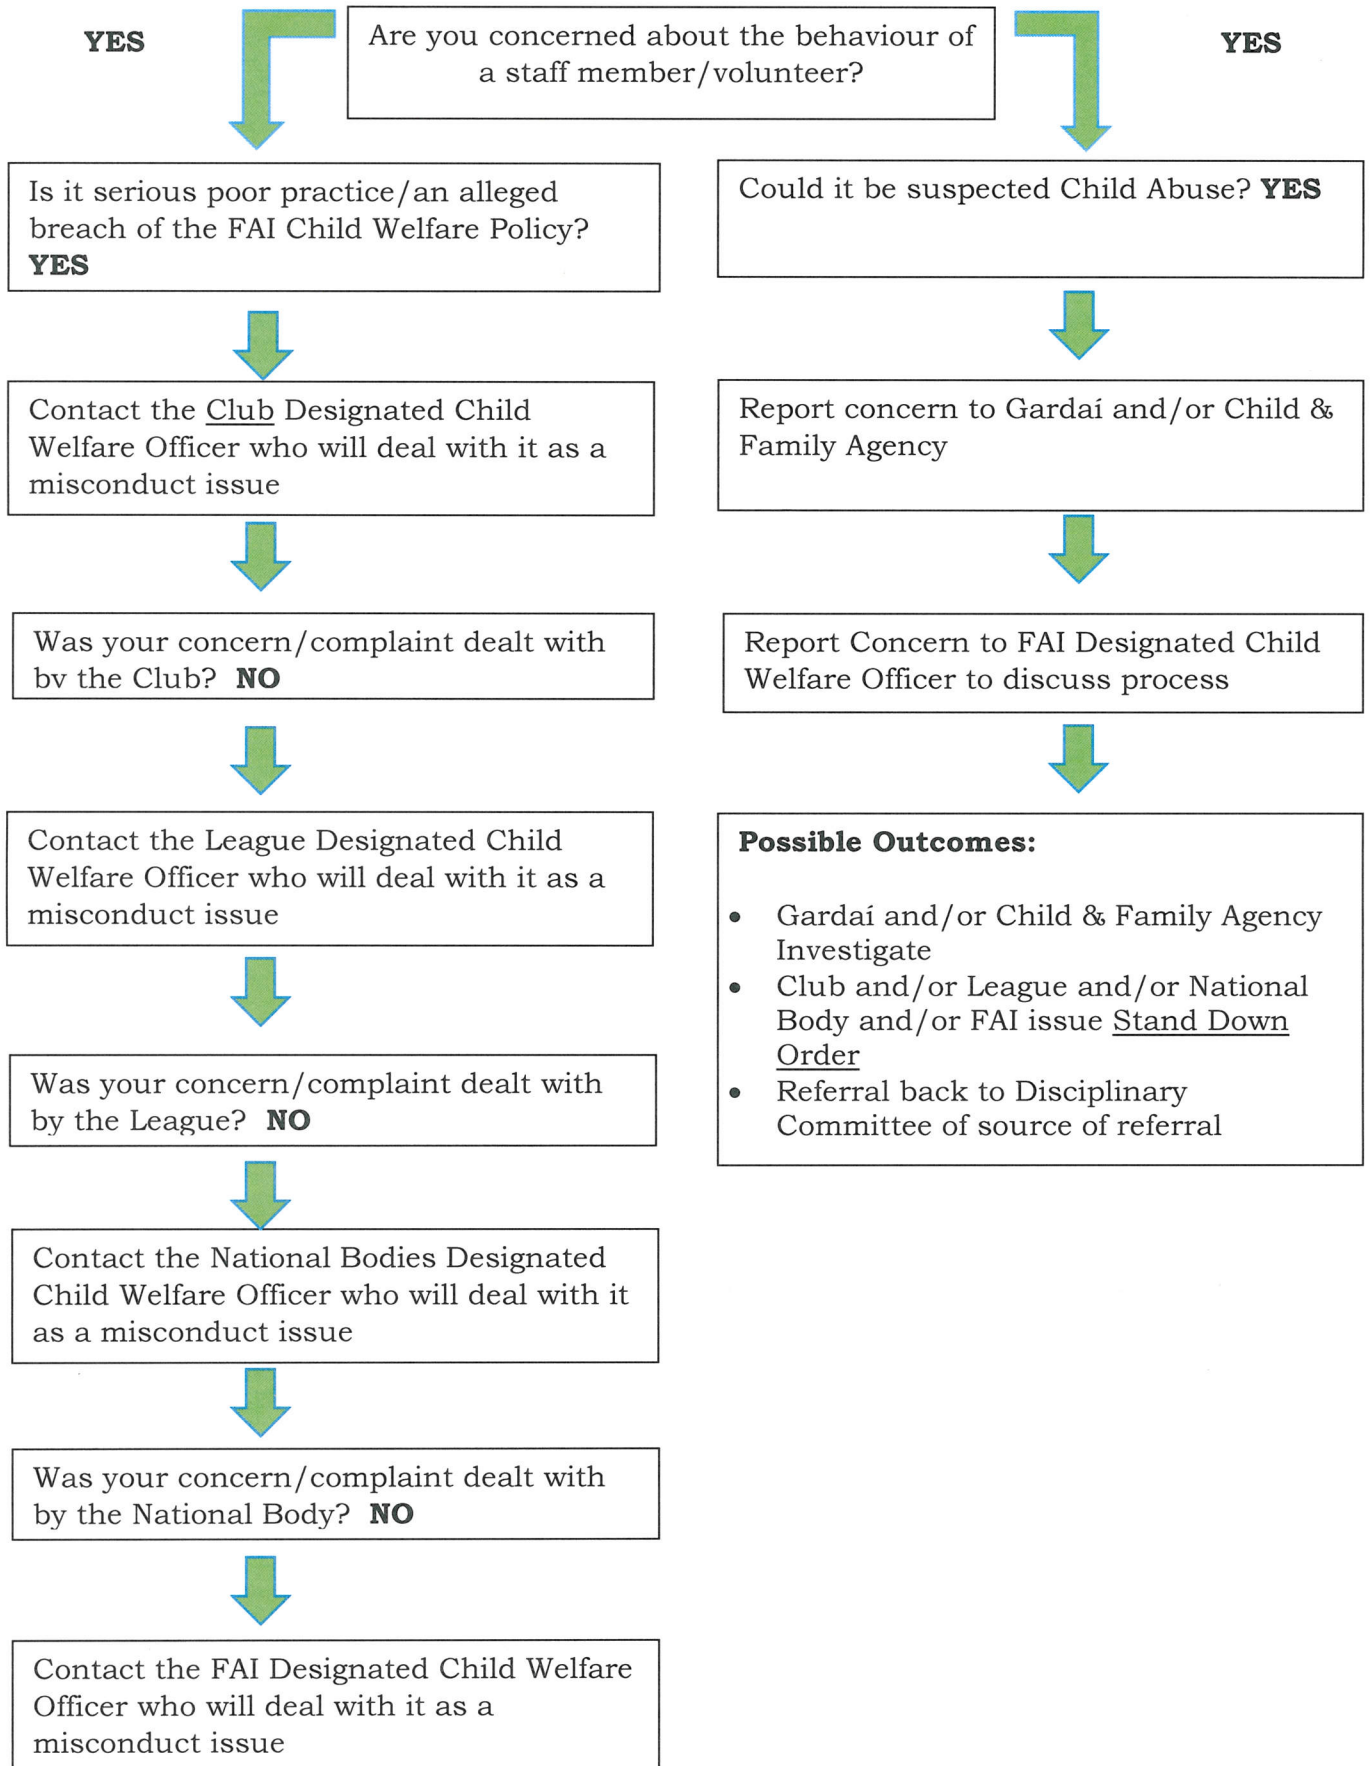 YES
Are you concerned about the behaviour of
a staff member/volunteer?
YES
Is it serious poor practice/an alleged
breach of the FAI Child Welfare Policy?
YES
Contact the Club Designated Child
Welfare Officer who will deal with it as a
misconduct issue
Was your concern/complaint dealt with
by the Club? NO
Contact the League Designated Child
Welfare Officer who will deal with it as a
misconduct issue
Was your concern/complaint dealt with
by the League? NO
Contact the National Bodies Designated
Child Welfare Officer who will deal with it
as a misconduct issue
Was your concern/complaint dealt with
by the National Body? NO
Contact the FAI Designated Child Welfare
Officer who will deal with it as a
misconduct issue
Could it be suspected Child Abuse? YES
Report concern to Gardaí and/or Child &
Family Agency
Report Concern to FAI Designated Child
Welfare Officer to discuss process
Possible Outcomes:
• Gardaí and/or Child & Family Agency
Investigate
• Club and/or League and/or National
Body and/or FAI issue Stand Down
Order
• Referral back to Disciplinary
Committee of source of referral